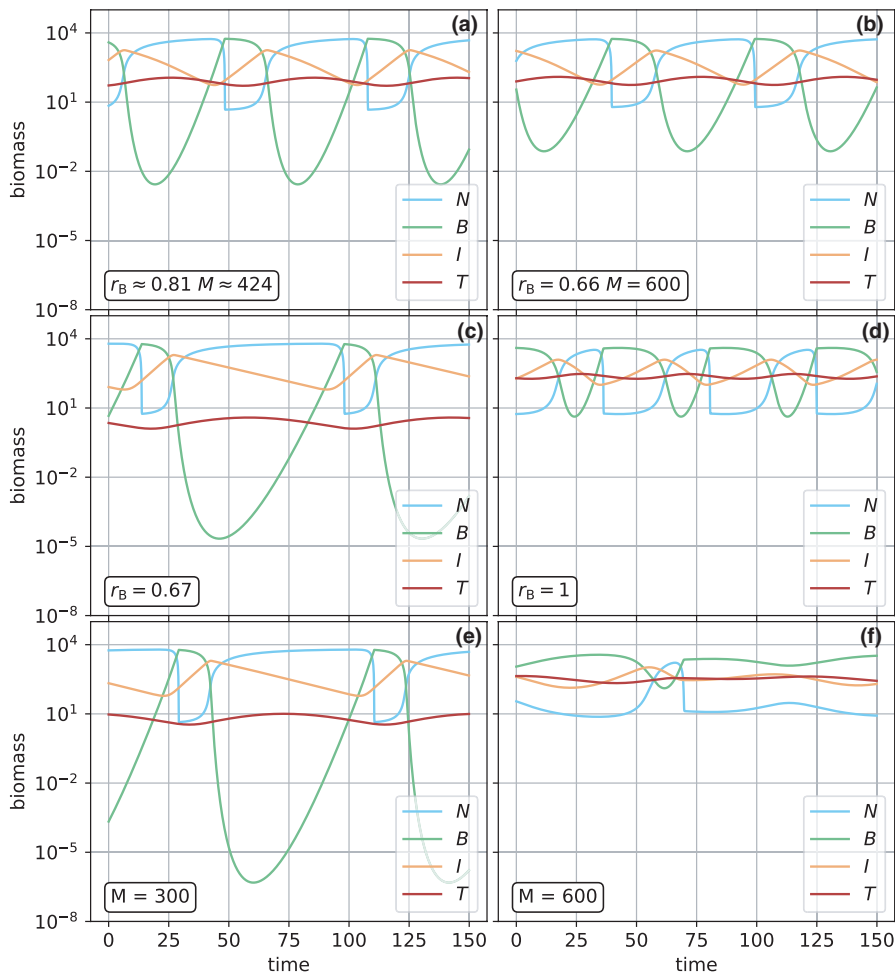 (a)
biomass
10^4
10^1
10^−2
10^−5
10^−8
N
B
I
T
r_B ≈ 0.81 M ≈ 424
(b)
N
B
I
T
r_B = 0.66 M = 600
(c)
biomass
10^4
10^1
10^−2
10^−5
10^−8
N
B
I
T
r_B = 0.67
(d)
N
B
I
T
r_B = 1
(e)
biomass
10^4
10^1
10^−2
10^−5
10^−8
N
B
I
T
M = 300
0 25 50 75 100 125 150
time
(f)
N
B
I
T
M = 600
0 25 50 75 100 125 150
time